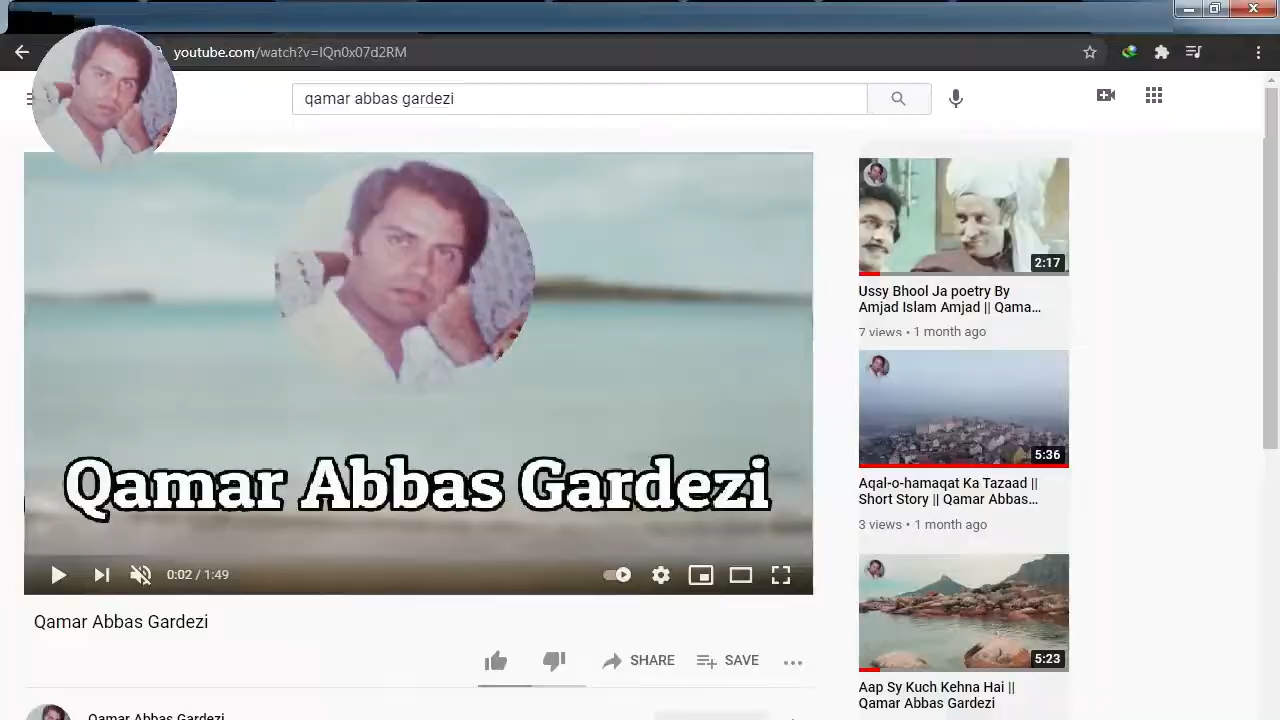 youtube.com/watch?v=IQn0x07d2RM
qamar abbas gardezi
Qamar Abbas Gardezi
0:02 / 1:49
Qamar Abbas Gardezi
SHARE
SAVE
Qamar Abbas Gardezi
2:17
Ussy Bhool Ja poetry By
Amjad Islam Amjad || Qama...
7 views • 1 month ago
5:36
Aqal-o-hamaqat Ka Tazaad ||
Short Story || Qamar Abbas...
3 views • 1 month ago
5:23
Aap Sy Kuch Kehna Hai ||
Qamar Abbas Gardezi